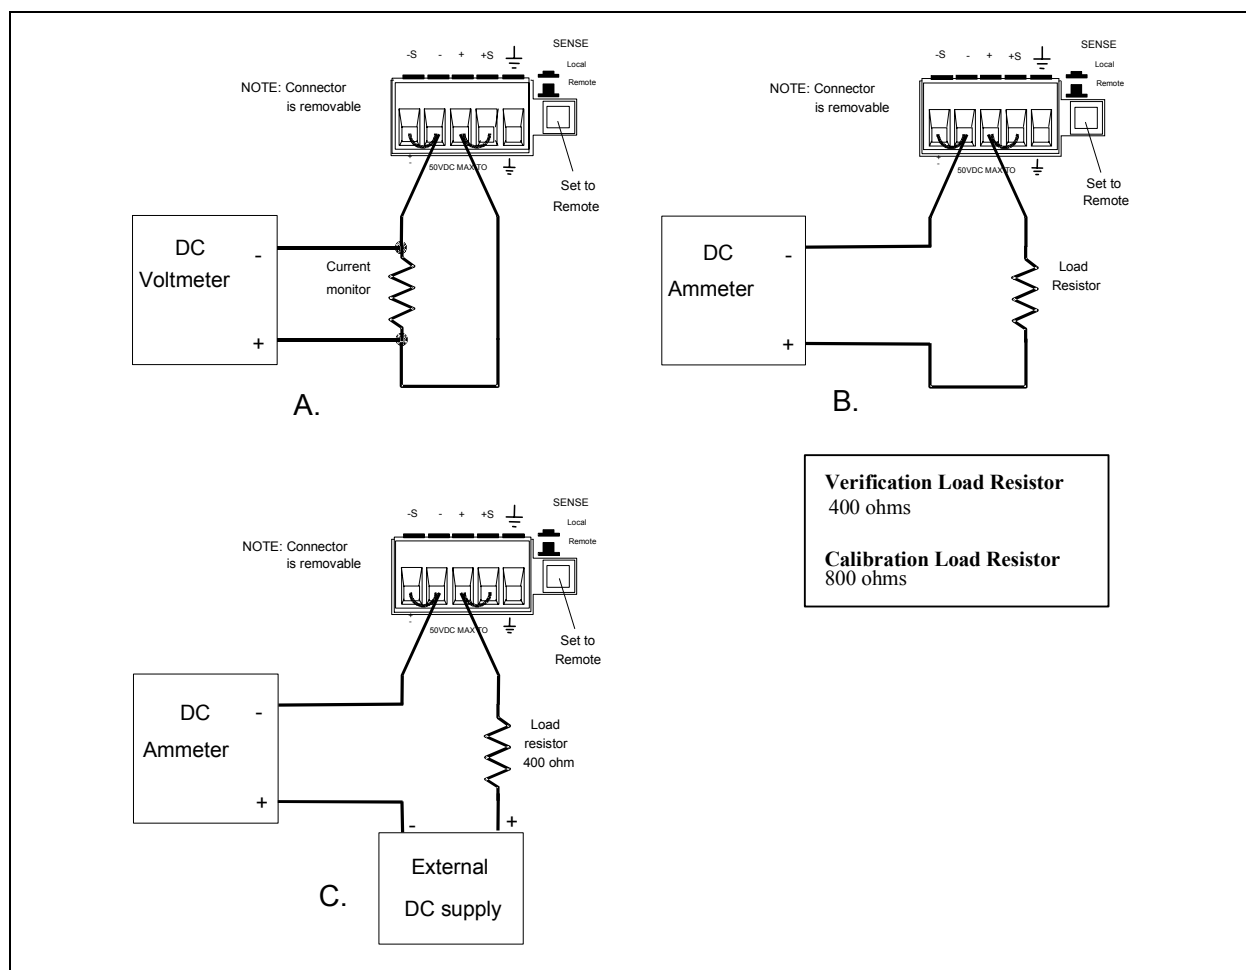 -S - + +S
SENSE
Local
Remote
NOTE: Connector
is removable
+
-
50VDC MAX TO
Set to
Remote
DC
Voltmeter
-
+
Current
monitor
A.
-S - + +S
SENSE
Local
Remote
NOTE: Connector
is removable
+
-
50VDC MAX TO
Set to
Remote
DC
Ammeter
-
+
Load
Resistor
B.
Verification Load Resistor
400 ohms
Calibration Load Resistor
800 ohms
-S - + +S
SENSE
Local
Remote
NOTE: Connector
is removable
+
-
50VDC MAX TO
Set to
Remote
DC
Ammeter
-
+
Load
resistor
400 ohm
- +
External
DC supply
C.